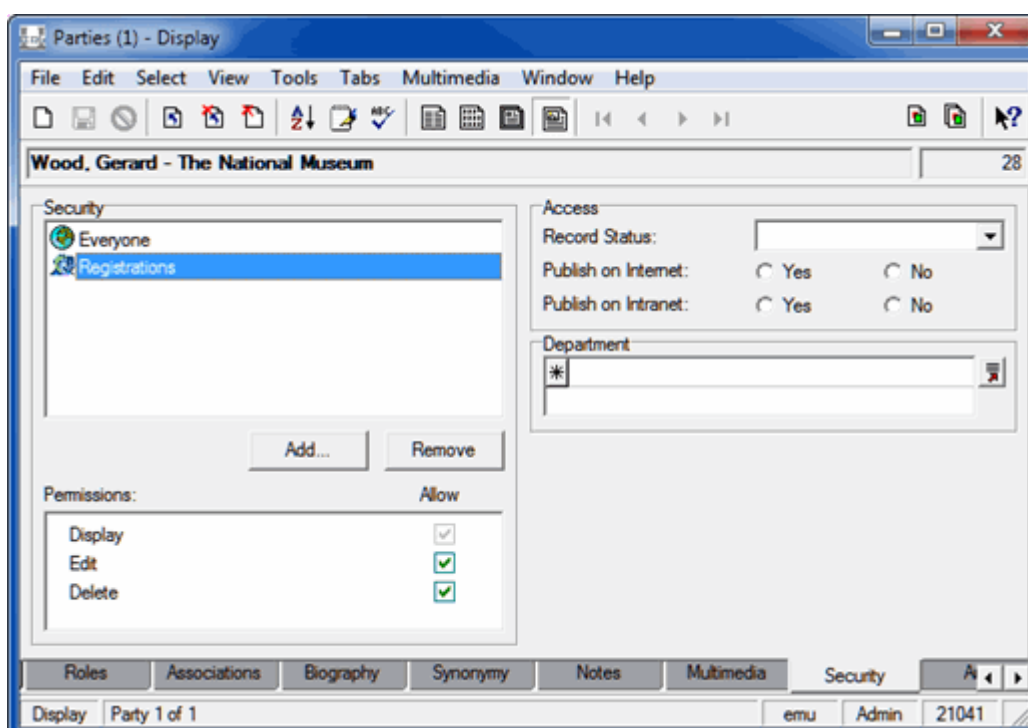 Parties (1) - Display
File Edit Select View Tools Tabs Multimedia Window Help
Wood, Gerard - The National Museum 28
Security
Everyone
Registrations
Add... Remove
Permissions: Allow
Display
Edit
Delete
Access
Record Status:
Publish on Internet: Yes No
Publish on Intranet: Yes No
Department
Roles Associations Biography Synonymy Notes Multimedia Security
Display Party 1 of 1 emu Admin 21041